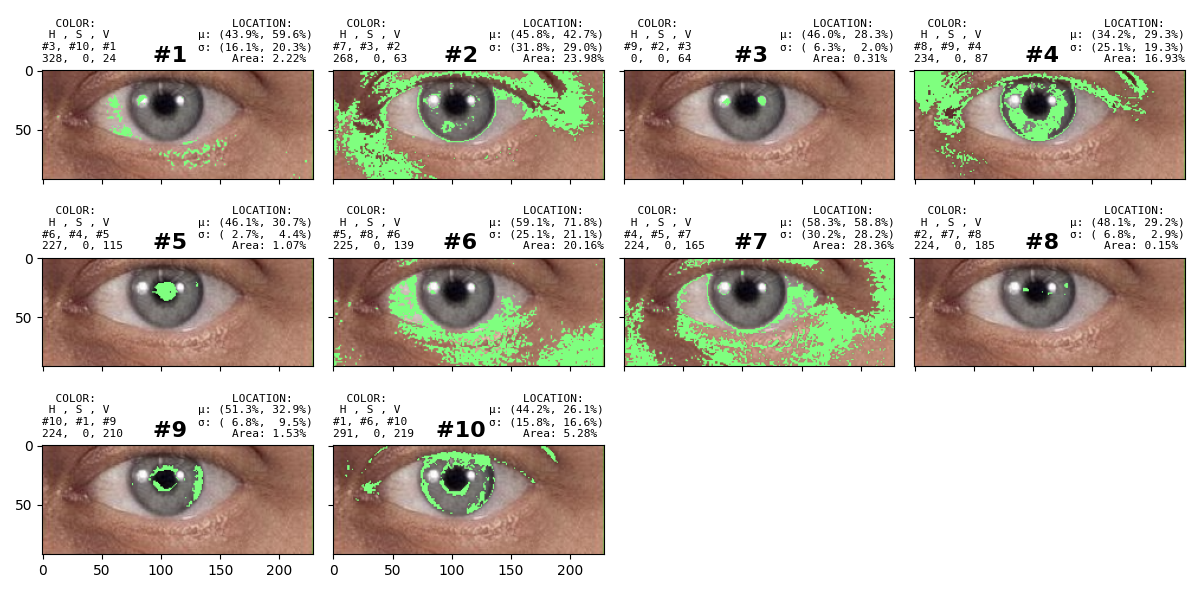 COLOR: LOCATION:
H , S , V μ: (43.9%, 59.6%)
#3, #10, #1 σ: (16.1%, 20.3%)
328, 0, 24 #1 Area: 2.22%
COLOR: LOCATION:
H , S , V μ: (45.8%, 42.7%)
#7, #3, #2 σ: (31.8%, 29.0%)
268, 0, 63 #2 Area: 23.98%
COLOR: LOCATION:
H , S , V μ: (46.0%, 28.3%)
#9, #2, #3 σ: ( 6.3%, 2.0%)
0, 0, 64 #3 Area: 0.31%
COLOR: LOCATION:
H , S , V μ: (34.2%, 29.3%)
#8, #9, #4 σ: (25.1%, 19.3%)
234, 0, 87 #4 Area: 16.93%
0
50
COLOR: LOCATION:
H , S , V μ: (46.1%, 30.7%)
#6, #4, #5 σ: ( 2.7%, 4.4%)
227, 0, 115 #5 Area: 1.07%
COLOR: LOCATION:
H , S , V μ: (59.1%, 71.8%)
#5, #8, #6 σ: (25.1%, 21.1%)
225, 0, 139 #6 Area: 20.16%
COLOR: LOCATION:
H , S , V μ: (58.3%, 58.8%)
#4, #5, #7 σ: (30.2%, 28.2%)
224, 0, 165 #7 Area: 28.36%
COLOR: LOCATION:
H , S , V μ: (48.1%, 29.2%)
#2, #7, #8 σ: ( 6.8%, 2.9%)
224, 0, 185 #8 Area: 0.15%
0
50
COLOR: LOCATION:
H , S , V μ: (51.3%, 32.9%)
#10, #1, #9 σ: ( 6.8%, 9.5%)
224, 0, 210 #9 Area: 1.53%
COLOR: LOCATION:
H , S , V μ: (44.2%, 26.1%)
#1, #6, #10 σ: (15.8%, 16.6%)
291, 0, 219 #10 Area: 5.28%
0
50
0 50 100 150 200
0 50 100 150 200